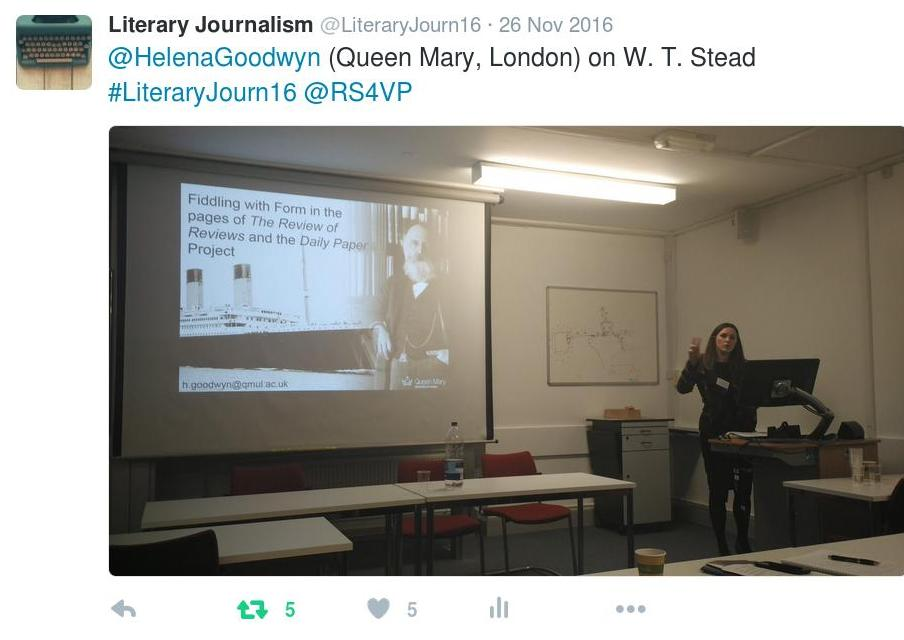 Literary Journalism @LiteraryJourn16 · 26 Nov 2016
@HelenaGoodwyn (Queen Mary, London) on W. T. Stead
#LiteraryJourn16 @RS4VP
Fiddling with Form in the
pages of The Review of
Reviews and the Daily Paper
Project
h.goodwyn@qmul.ac.uk
Queen Mary
5
5